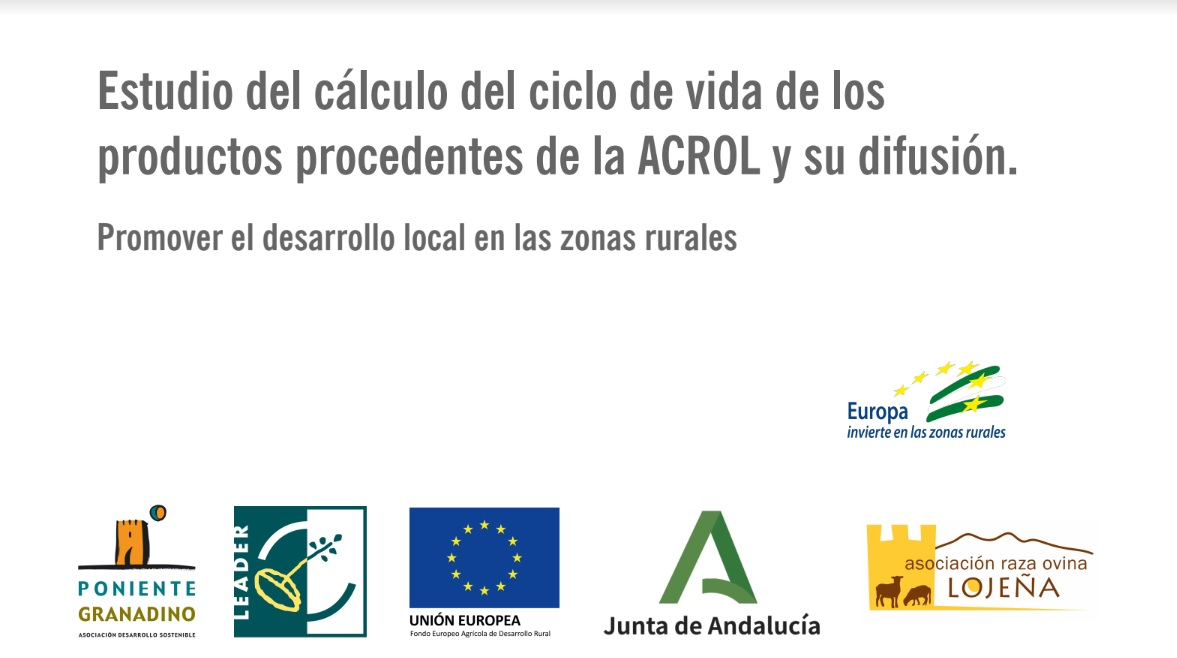 Estudio del cálculo del ciclo de vida de los
productos procedentes de la ACROL y su difusión.
Promover el desarrollo local en las zonas rurales
Europa
invierte en las zonas rurales
PONIENTE
GRANADINO
ASOCIACIÓN DESARROLLO SOSTENIBLE
LEADER
UNIÓN EUROPEA
Fondo Europeo Agrícola de Desarrollo Rural
Junta de Andalucía
asociación raza ovina
LOJEÑA